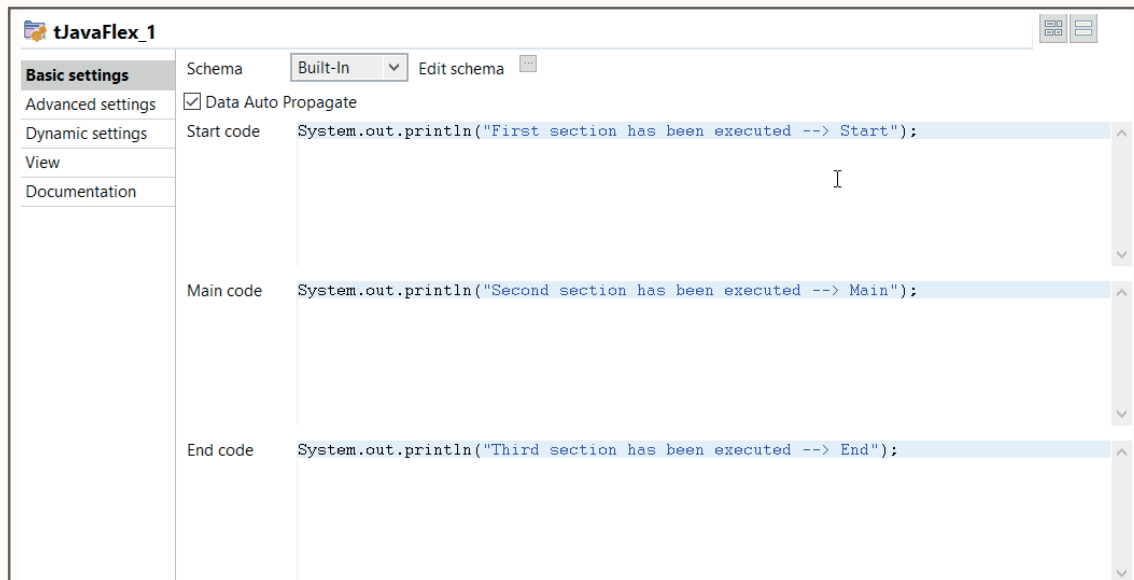 tJavaFlex_1
Basic settings
Advanced settings
Dynamic settings
View
Documentation
Schema Built-In Edit schema ...
Data Auto Propagate
Start code System.out.println("First section has been executed --> Start");
Main code System.out.println("Second section has been executed --> Main");
End code System.out.println("Third section has been executed --> End");